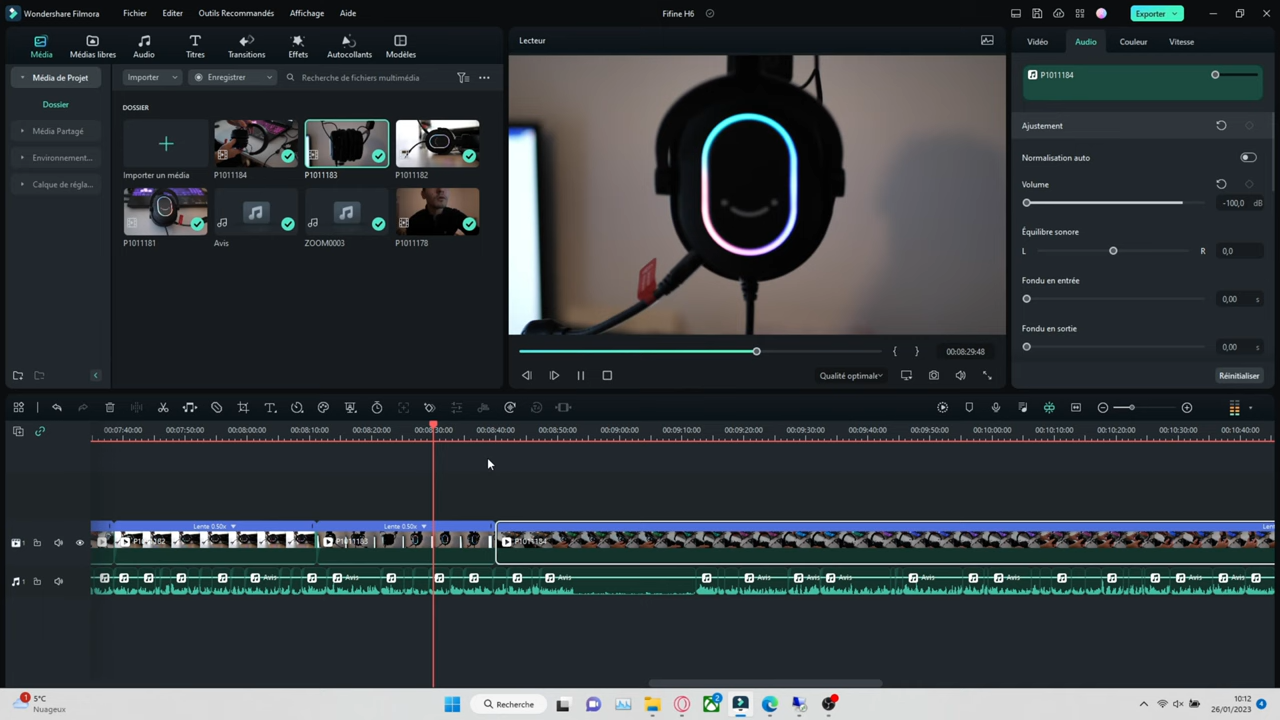 Wondershare Filmora
Fichier
Editer
Outils Recommandés
Affichage
Aide
Fifine H6
Exporter
Média
Médias libres
Audio
Titres
Transitions
Effets
Autocollants
Modèles
Média de Projet
Dossier
Média Partagé
Environnement...
Calque de régla...
Importer
Enregistrer
Recherche de fichiers multimédia
DOSSIER
Importer un média
P1011184
P1011183
P1011182
P1011181
Avis
ZOOM0003
P1011178
Lecteur
00:08:29:48
Qualité optimale
Vidéo
Audio
Couleur
Vitesse
P1011184
Ajustement
Normalisation auto
Volume
-100,0 dB
Équilibre sonore
L
R
0,0
Fondu en entrée
0,00 s
Fondu en sortie
0,00 s
Réinitialiser
00:07:40:00
00:07:50:00
00:08:00:00
00:08:10:00
00:08:20:00
00:08:30:00
00:08:40:00
00:08:50:00
00:09:00:00
00:09:10:00
00:09:20:00
00:09:30:00
00:09:40:00
00:09:50:00
00:10:00:00
00:10:10:00
00:10:20:00
00:10:30:00
00:10:40:00
Lente 0.50x
Lente 0.50x
P1011182
P1011183
P1011184
1
1
Avis
Avis
Avis
Avis
Avis
Avis
Avis
Avis
Avis
Avis
5°C
Nuageux
Recherche
10:12
26/01/2023